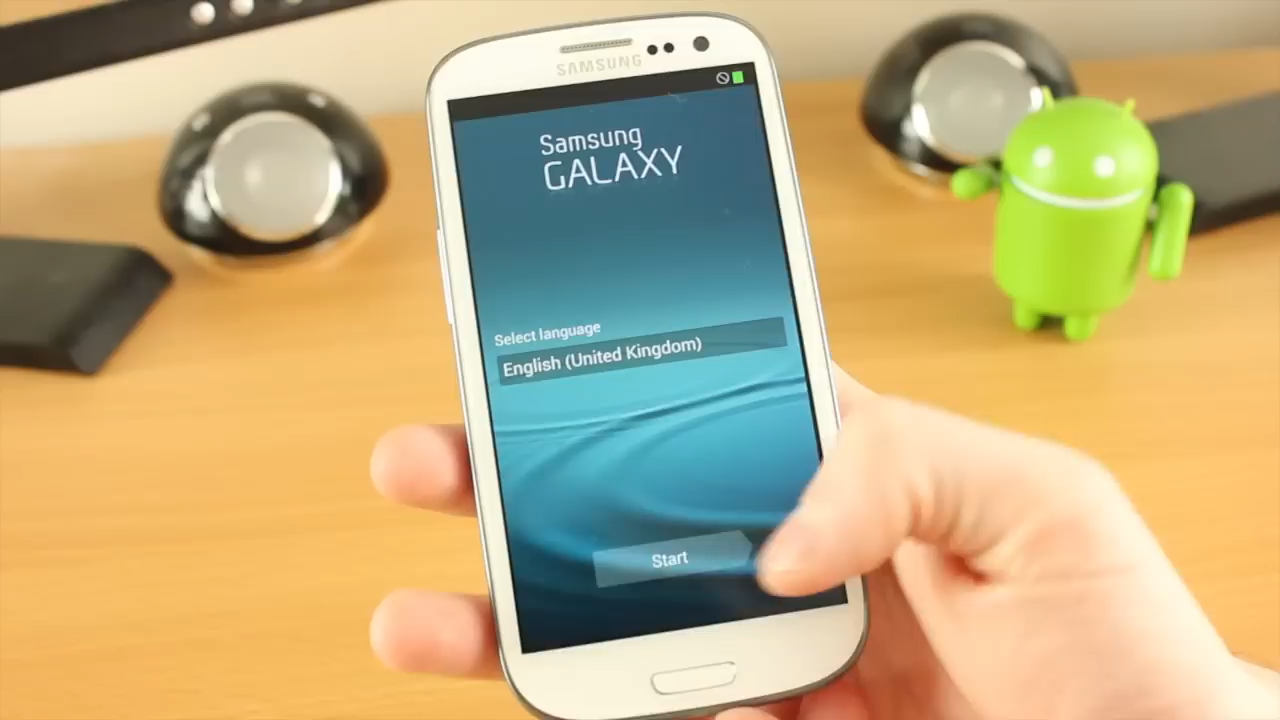 SAMSUNG
Samsung
GALAXY
Select language
English (United Kingdom)
Start